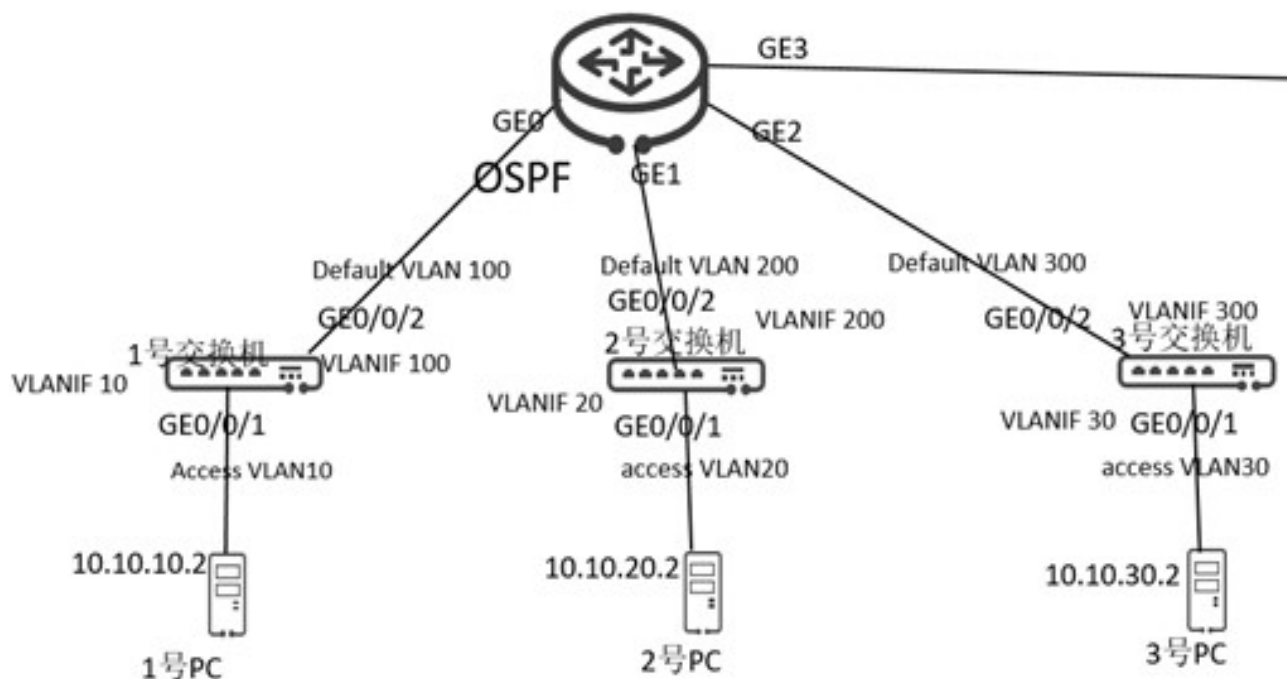 GE3
GE0
GE2
OSPF
GE1
Default VLAN 100
Default VLAN 200
Default VLAN 300
GE0/0/2
GE0/0/2
VLANIF 200
GE0/0/2
VLANIF 300
1号交换机
2号交换机
3号交换机
VLANIF 10
VLANIF 100
VLANIF 20
VLANIF 30
GE0/0/1
GE0/0/1
GE0/0/1
Access VLAN10
access VLAN20
access VLAN30
10.10.10.2
10.10.20.2
10.10.30.2
1号PC
2号PC
3号PC